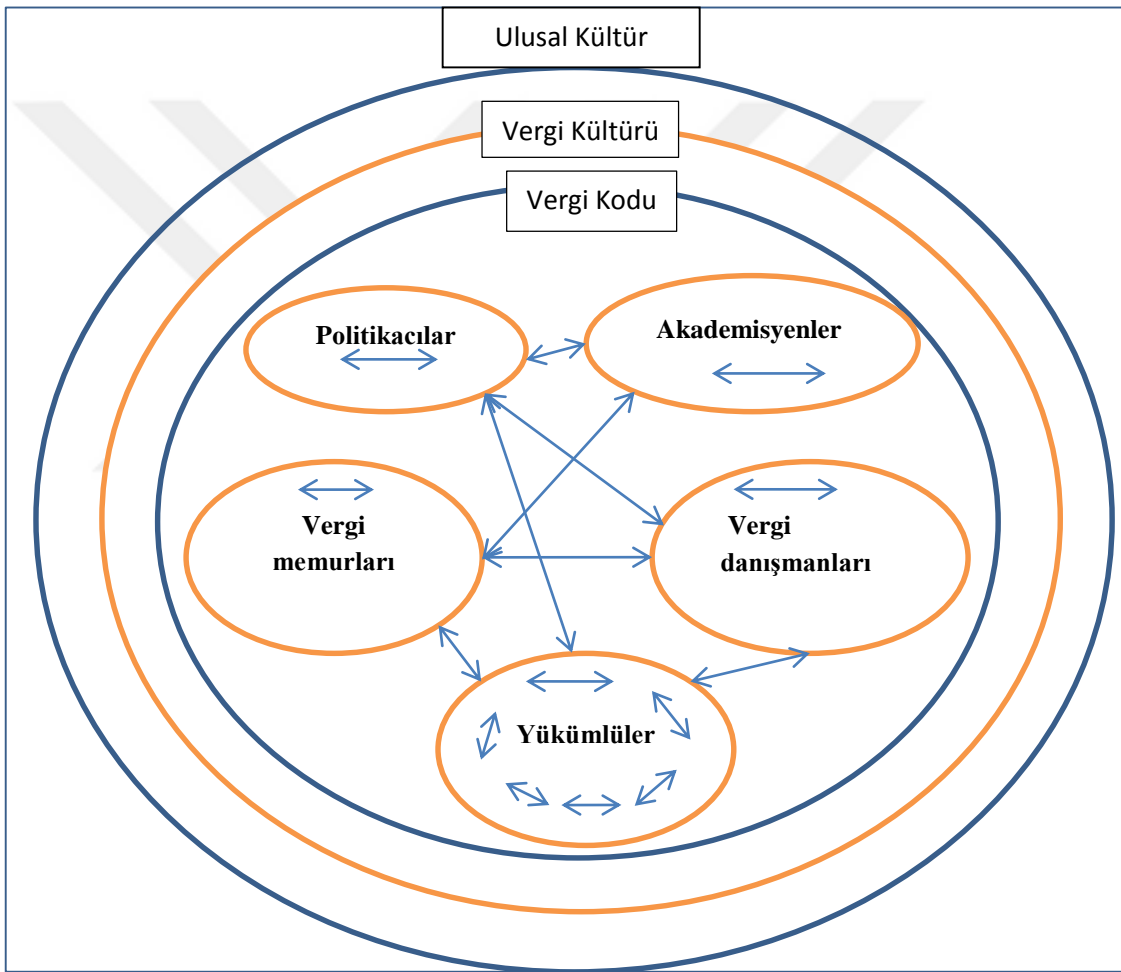 Ulusal Kültür
Vergi Kültürü
Vergi Kodu
Politikacılar
Akademisyenler
Vergi
memurları
Vergi
danışmanları
Yükümlüler